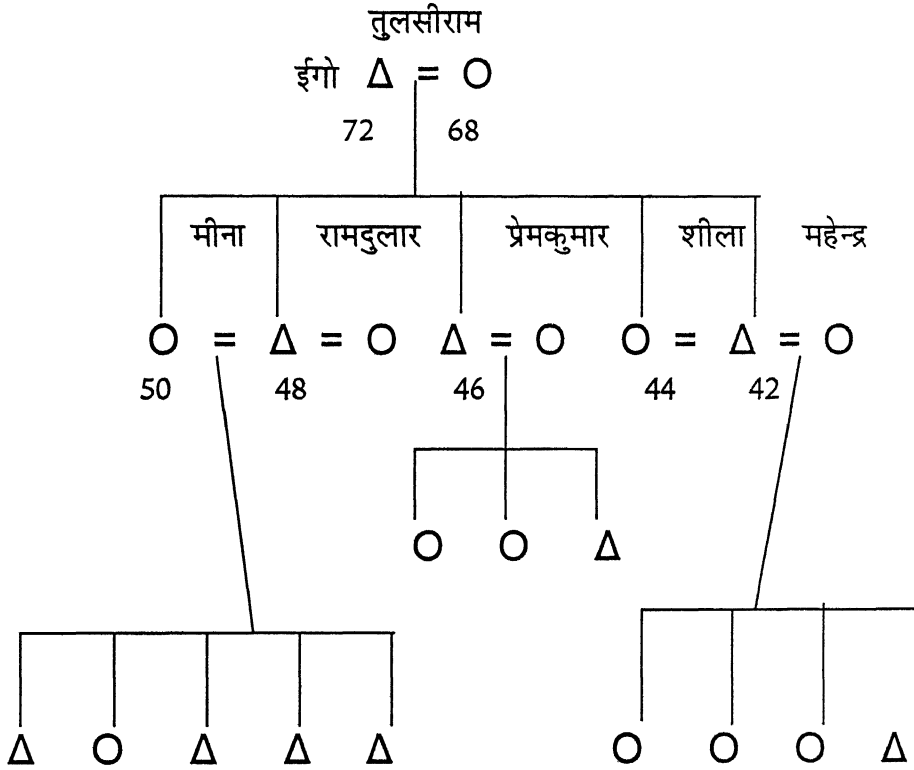 तुलसीराम
ईगो Δ = O
72 68
मीना रामदुलार प्रेमकुमार शीला महेन्द्र
O = Δ = O Δ = O O = Δ = O
50 48 46 44 42
O O Δ
Δ O Δ Δ Δ O O O Δ